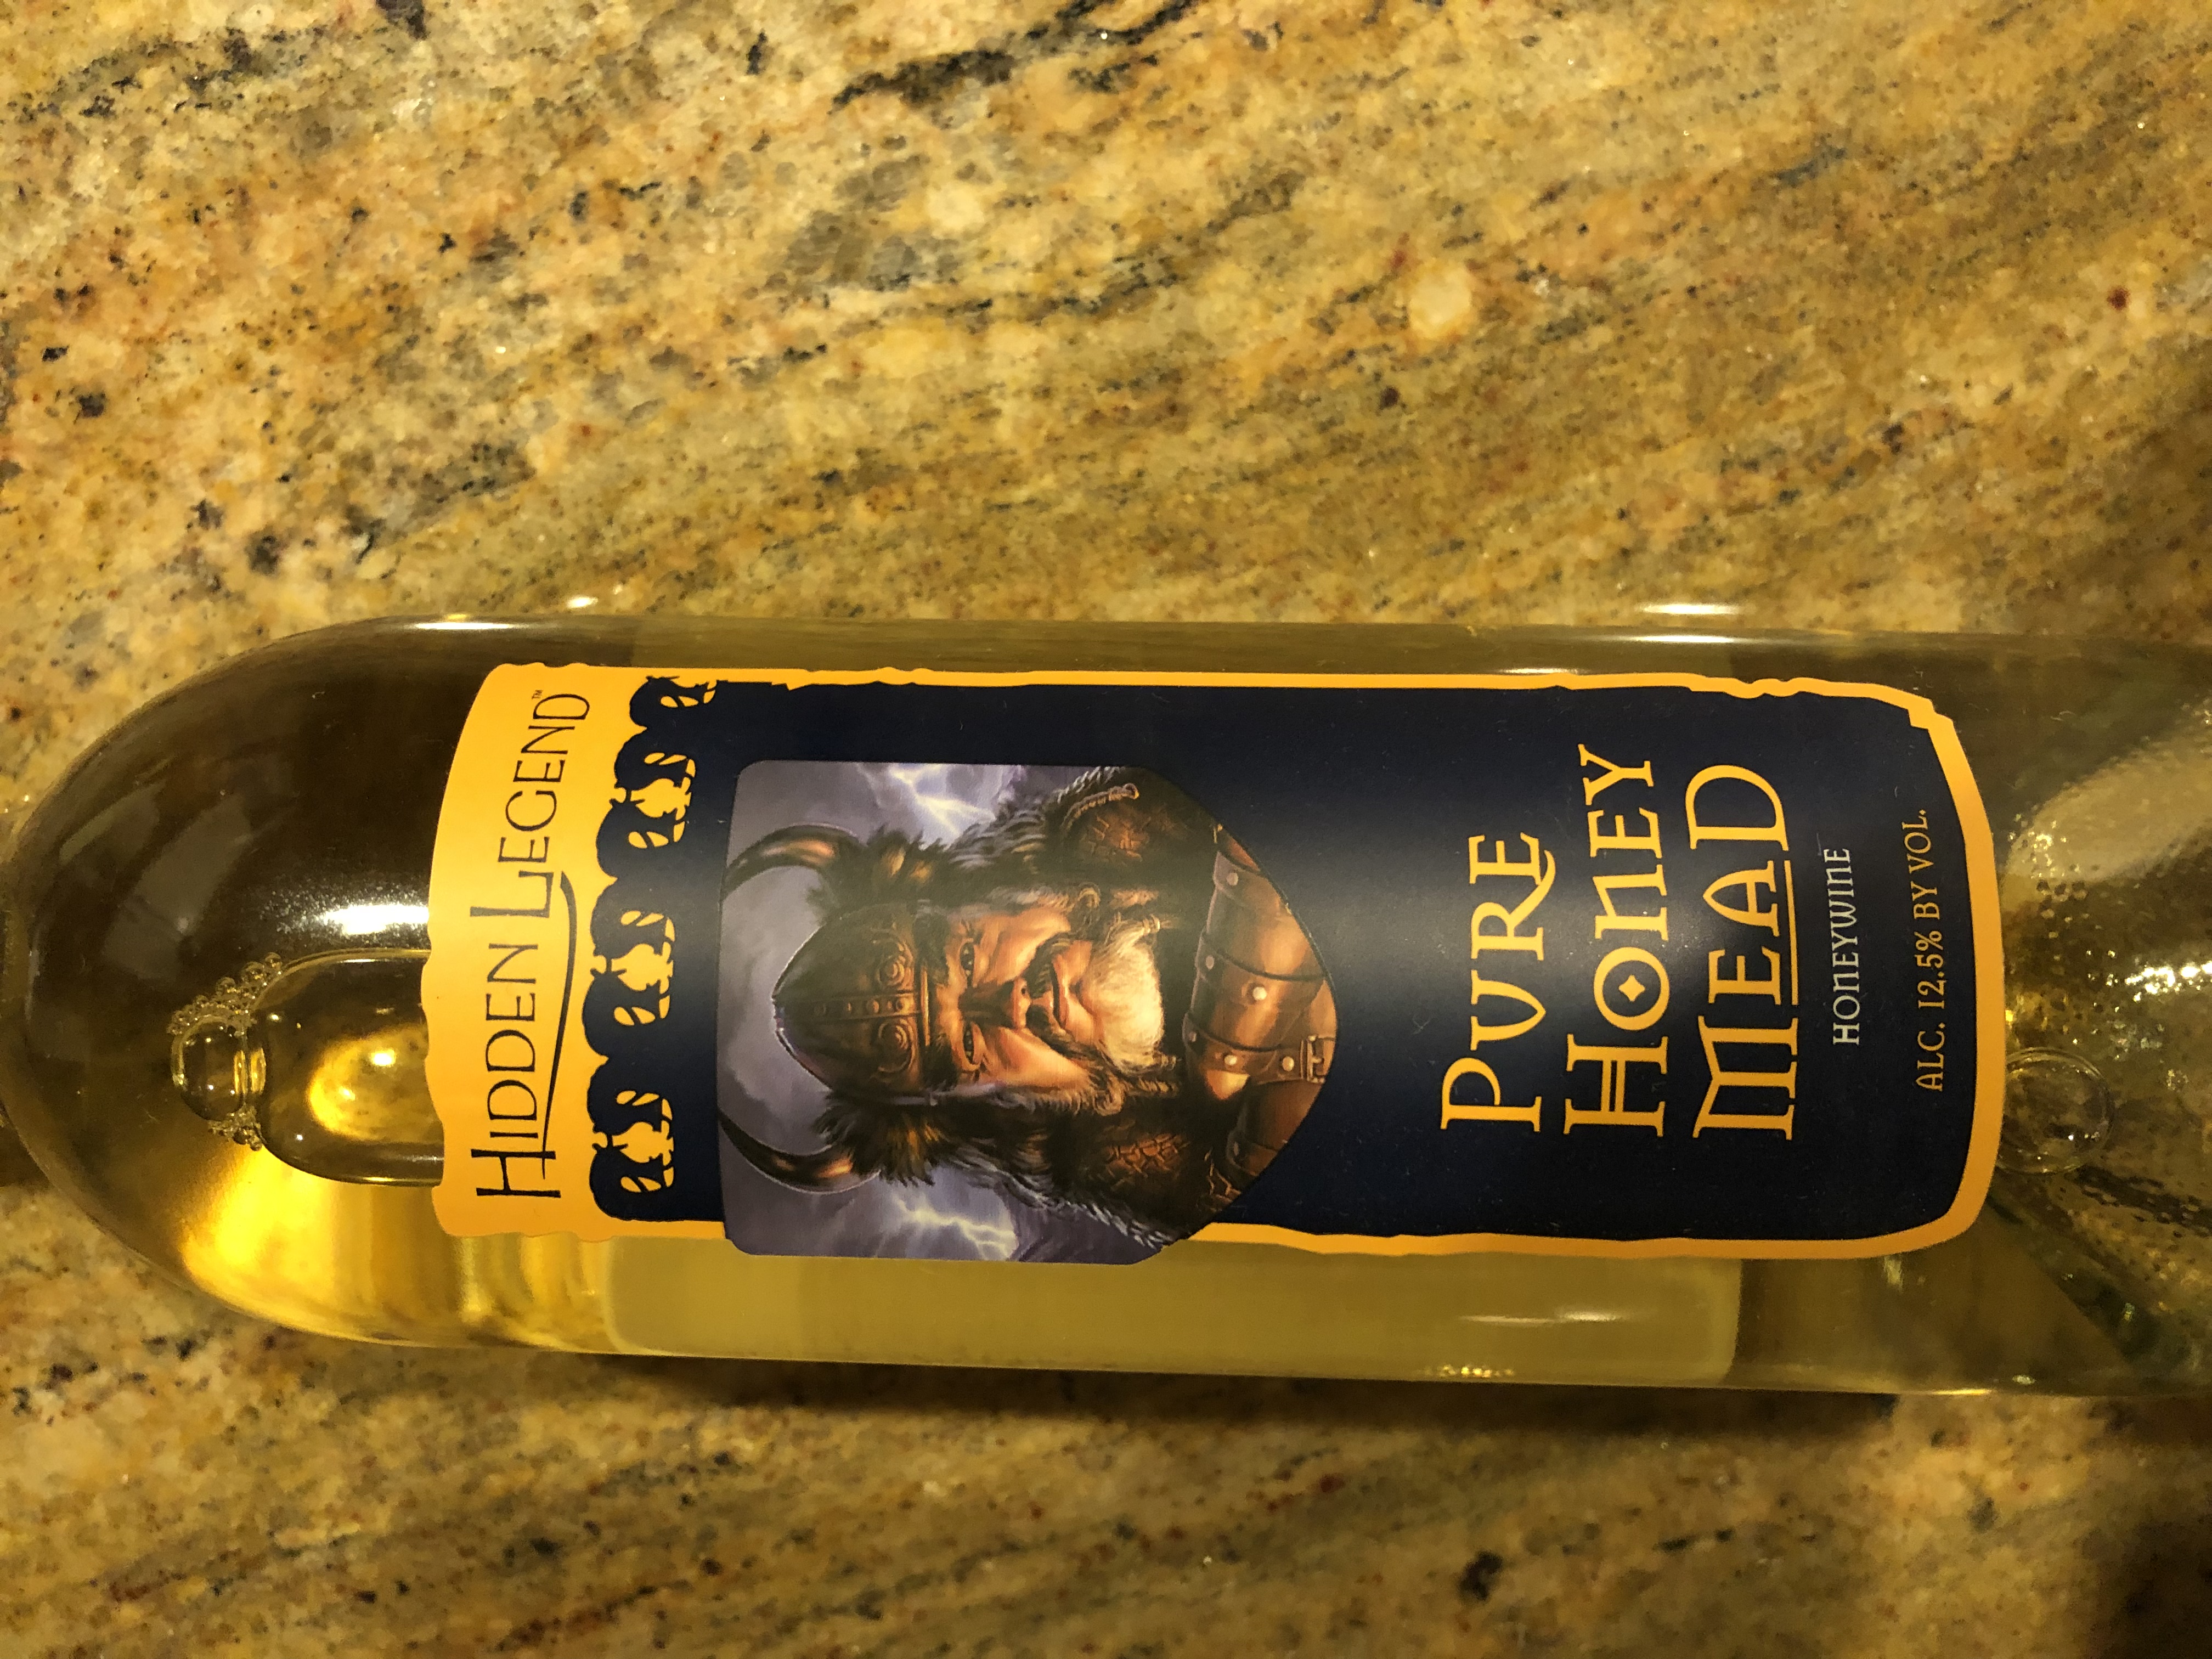 HIDDEN LEGEND™
PURE
HONEY
MEAD
HONEYWINE
ALC. 12.5% BY VOL.